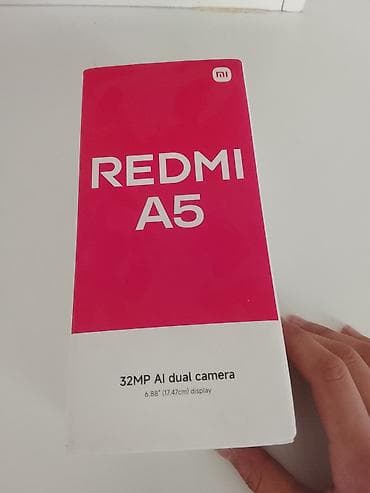 mi
REDMI
A5
32MP AI dual camera
6.88" (17.47cm) display